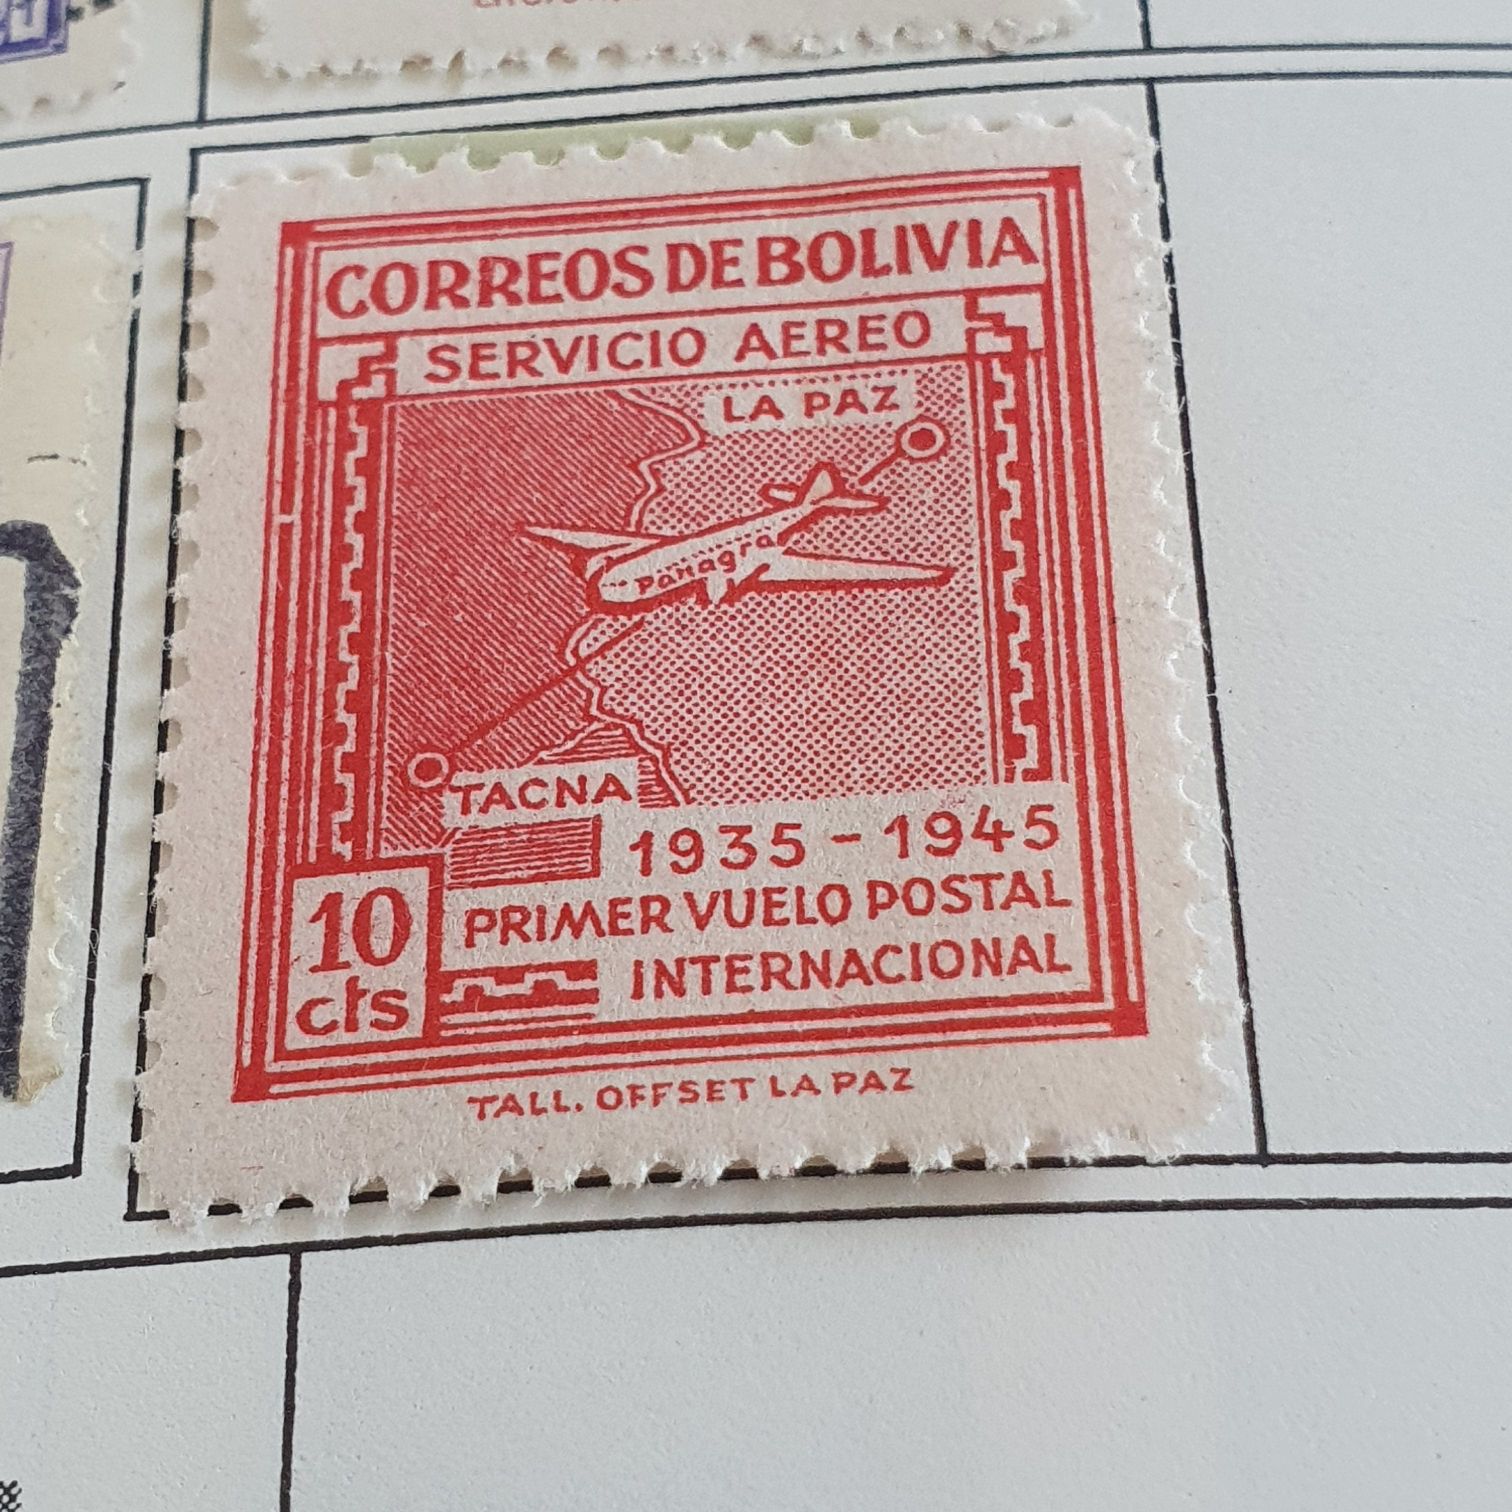 CORREOS DE BOLIVIA
SERVICIO AEREO
LA PAZ
Panagra
TACNA
1935 - 1945
10
cts
PRIMER VUELO POSTAL
INTERNACIONAL
TALL. OFFSET LA PAZ